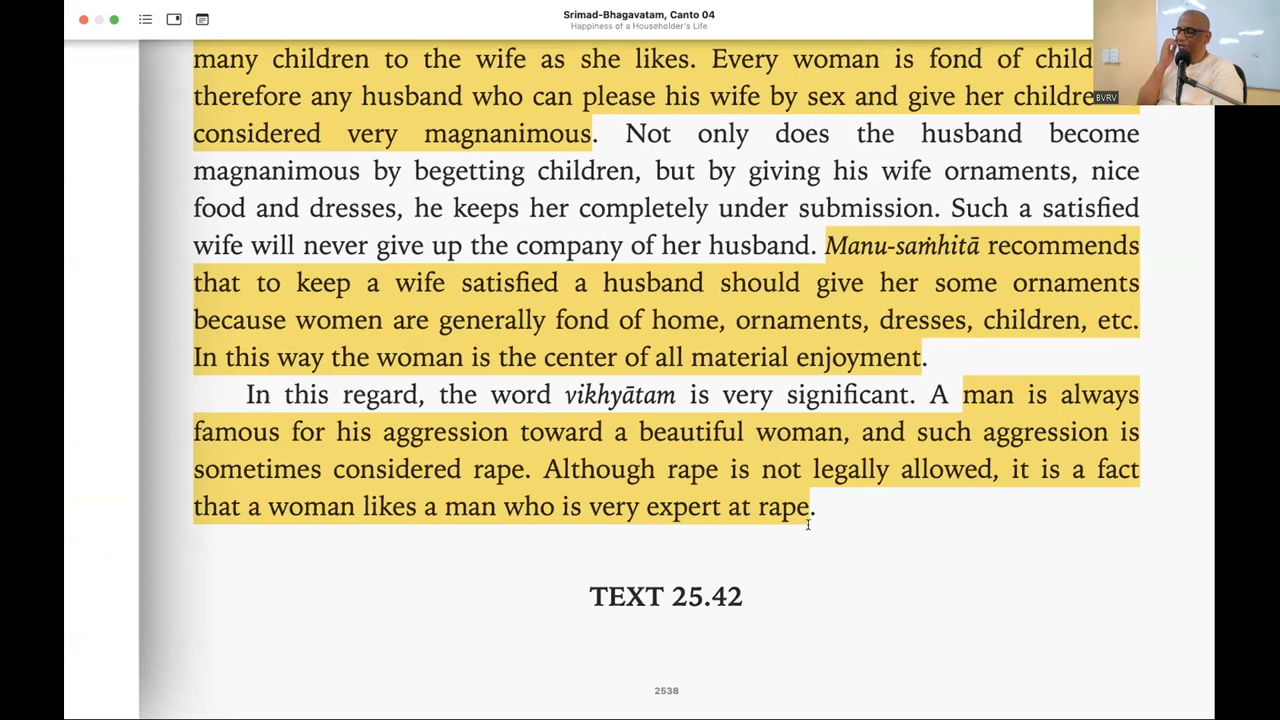 Srimad-Bhagavatam, Canto 04
Happiness of a Householder's Life
many children to the wife as she likes. Every woman is fond of child
therefore any husband who can please his wife by sex and give her childre
considered very magnanimous. Not only does the husband become
magnanimous by begetting children, but by giving his wife ornaments, nice
food and dresses, he keeps her completely under submission. Such a satisfied
wife will never give up the company of her husband. Manu-saṁhitā recommends
that to keep a wife satisfied a husband should give her some ornaments
because women are generally fond of home, ornaments, dresses, children, etc.
In this way the woman is the center of all material enjoyment.
In this regard, the word vikhyātam is very significant. A man is always
famous for his aggression toward a beautiful woman, and such aggression is
sometimes considered rape. Although rape is not legally allowed, it is a fact
that a woman likes a man who is very expert at rape.
TEXT 25.42
2538
BVRV